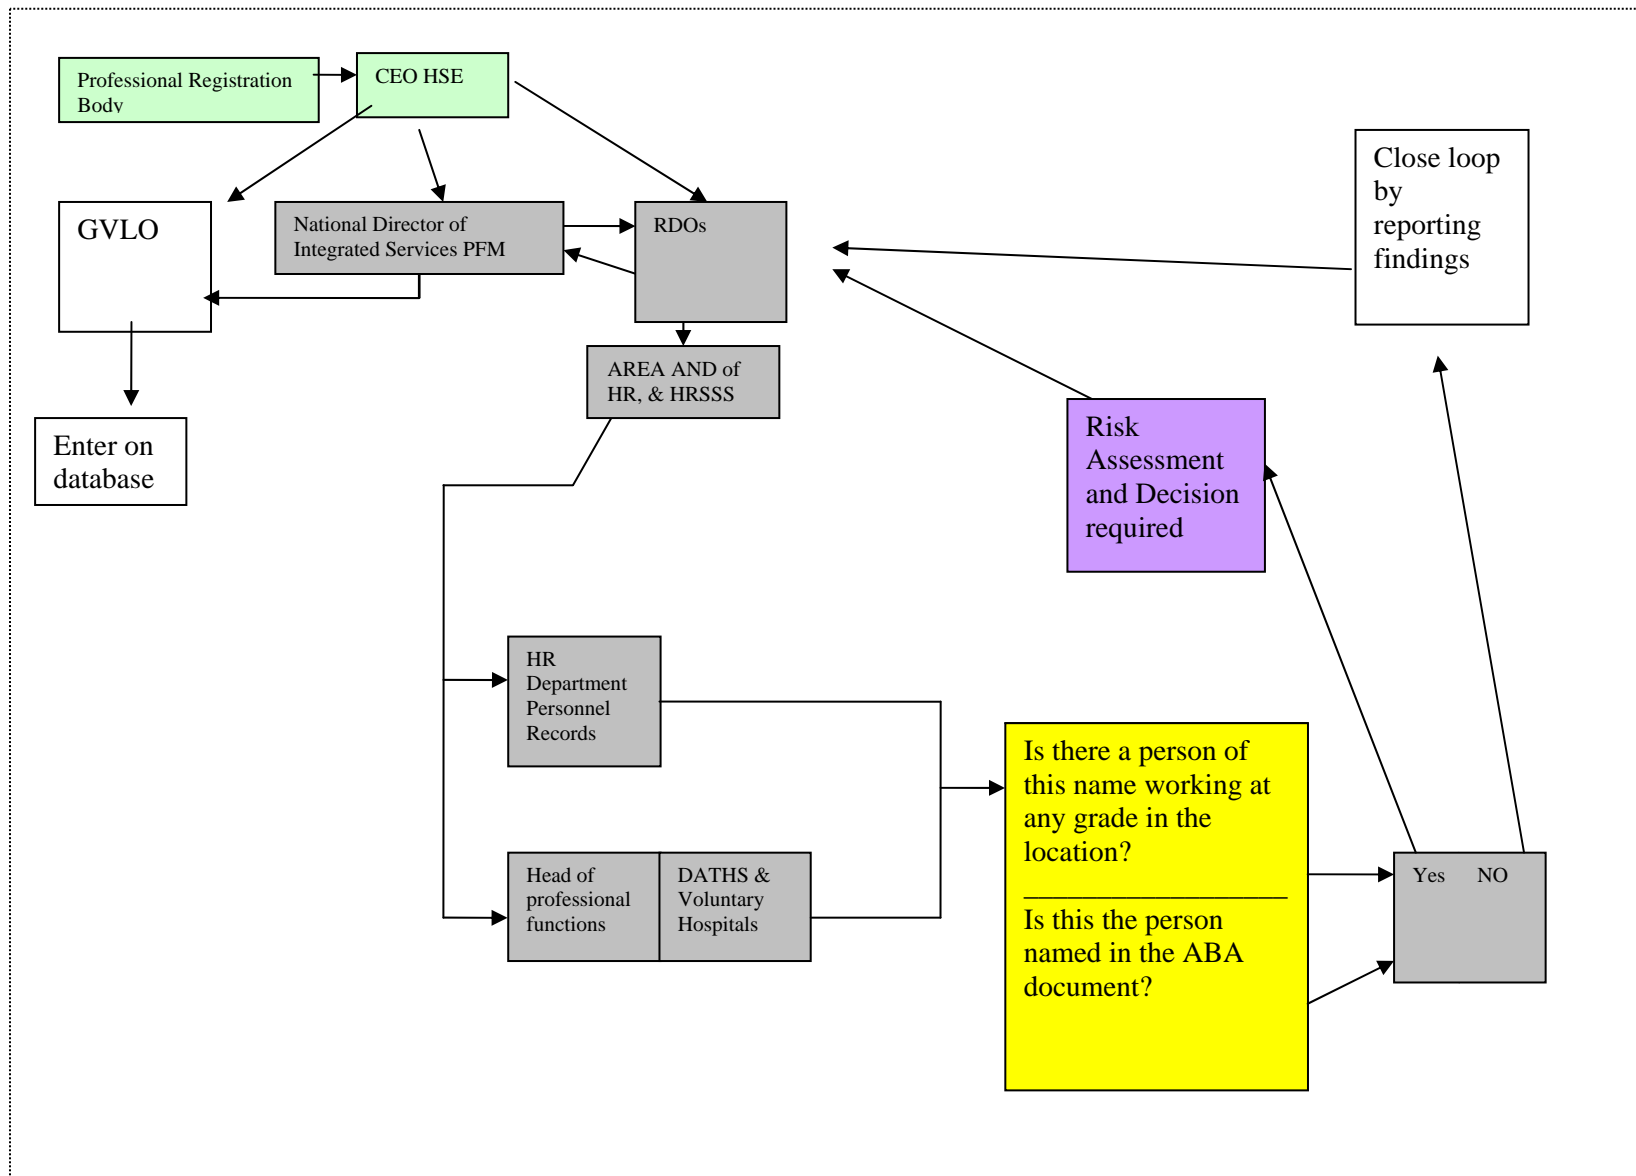 Professional Registration
Body
CEO HSE
Close loop
by
reporting
findings
GVLO
National Director of
Integrated Services PFM
RDOs
AREA AND of
HR, & HRSSS
Risk
Assessment
and Decision
required
Enter on
database
HR
Department
Personnel
Records
Is there a person of
this name working at
any grade in the
location?
Is this the person
named in the ABA
document?
Head of
professional
functions
DATHS &
Voluntary
Hospitals
Yes NO